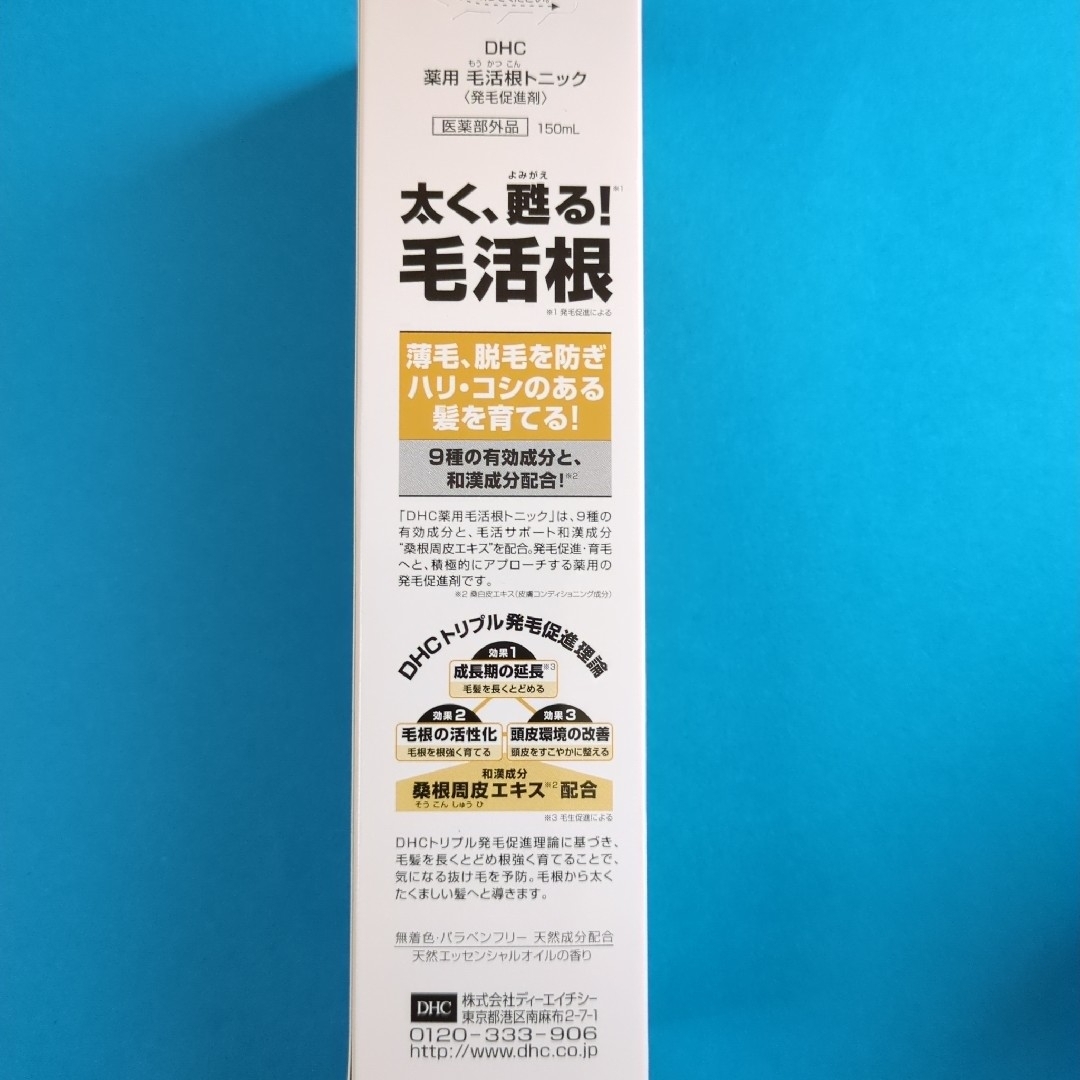 DHC
もう かつ こん
薬用 毛活根トニック
〈発毛促進剤〉
医薬部外品 150mL
よみがえ
太く、甦る!※1
毛活根
※1 発毛促進による
薄毛、脱毛を防ぎ
ハリ・コシのある
髪を育てる!
9種の有効成分と、
和漢成分配合!※2
「DHC薬用毛活根トニック」は、9種の
有効成分と、毛活サポート和漢成分
“桑根周皮エキス”を配合。発毛促進・育毛
へと、積極的にアプローチする薬用の
発毛促進剤です。
※2 桑白皮エキス(皮膚コンディショニング成分)
DHCトリプル発毛促進理論
効果1
成長期の延長※3
毛髪を長くとどめる
効果2 効果3
毛根の活性化 頭皮環境の改善
毛根を根強く育てる 頭皮をすこやかに整える
和漢成分
桑根周皮エキス※2配合
そう こん しゅう ひ
※3 毛生促進による
DHCトリプル発毛促進理論に基づき、
毛髪を長くとどめ根強く育てることで、
気になる抜け毛を予防。毛根から太く
たくましい髪へと導きます。
無着色・パラベンフリー 天然成分配合
天然エッセンシャルオイルの香り
DHC 株式会社ディーエイチシー
東京都港区南麻布2-7-1
0120-333-906
http://www.dhc.co.jp